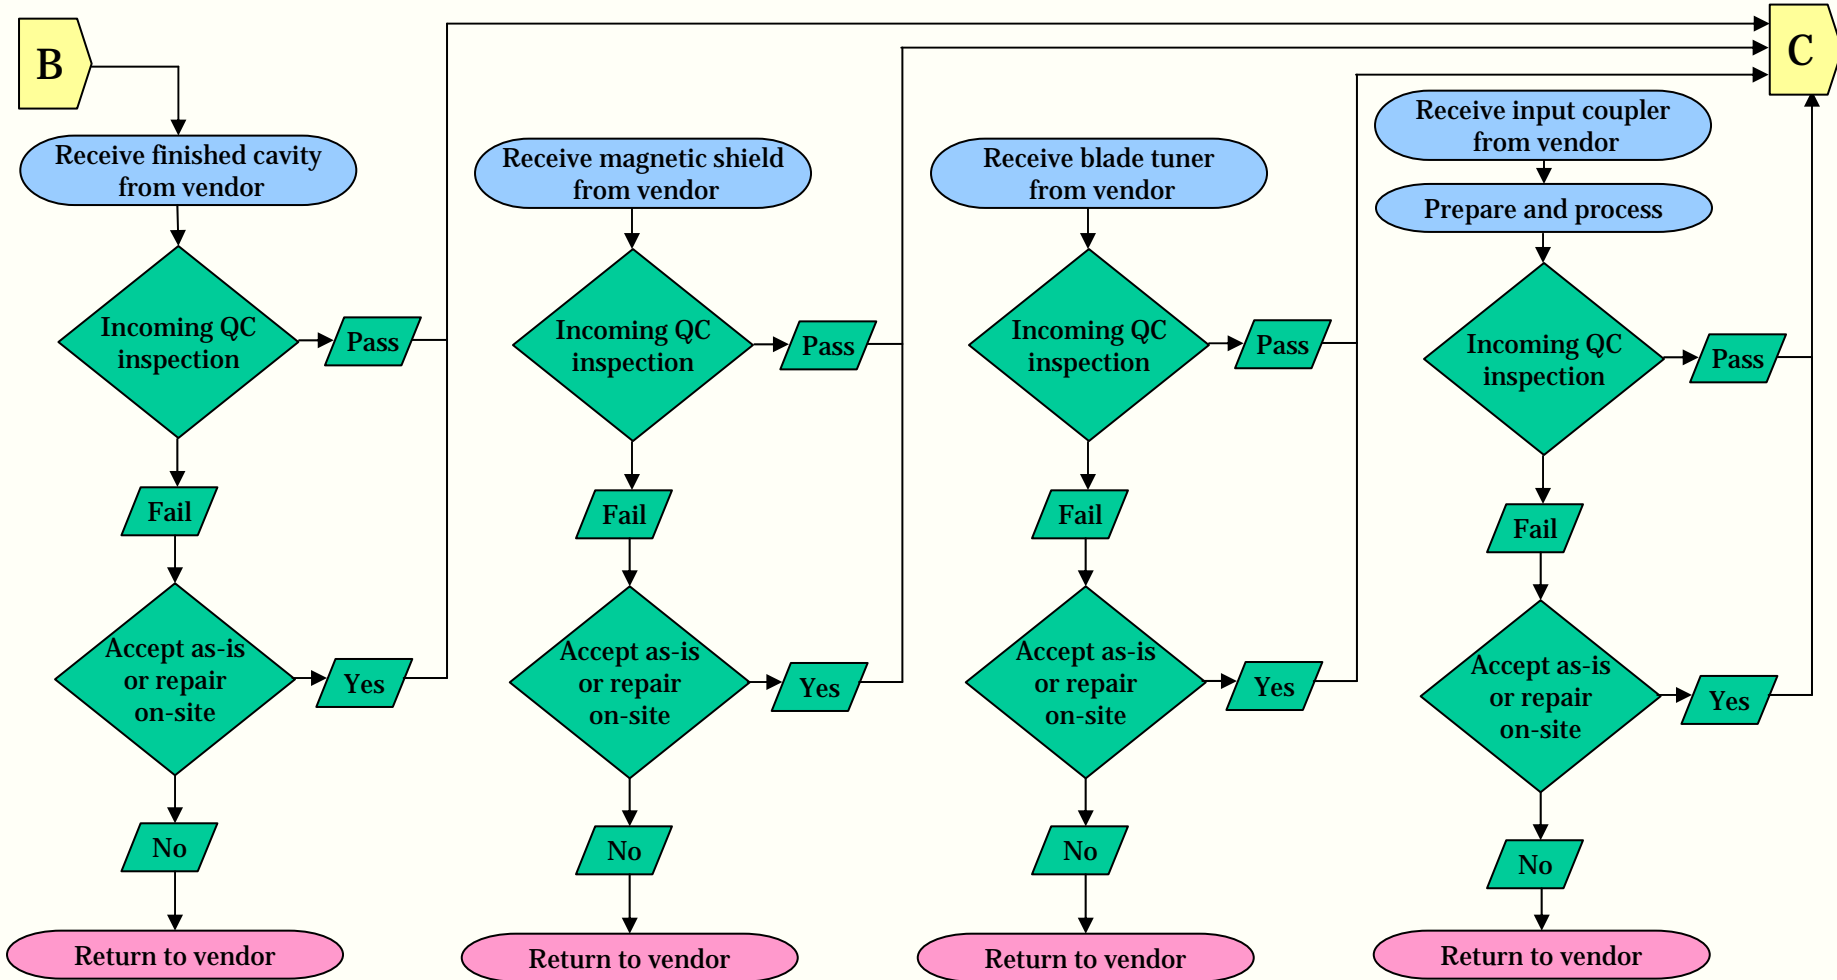 B
C
Receive finished cavity
from vendor
Incoming QC
inspection
Pass
Fail
Accept as-is
or repair
on-site
Yes
No
Return to vendor
Receive magnetic shield
from vendor
Incoming QC
inspection
Pass
Fail
Accept as-is
or repair
on-site
Yes
No
Return to vendor
Receive blade tuner
from vendor
Incoming QC
inspection
Pass
Fail
Accept as-is
or repair
on-site
Yes
No
Return to vendor
Receive input coupler
from vendor
Prepare and process
Incoming QC
inspection
Pass
Fail
Accept as-is
or repair
on-site
Yes
No
Return to vendor